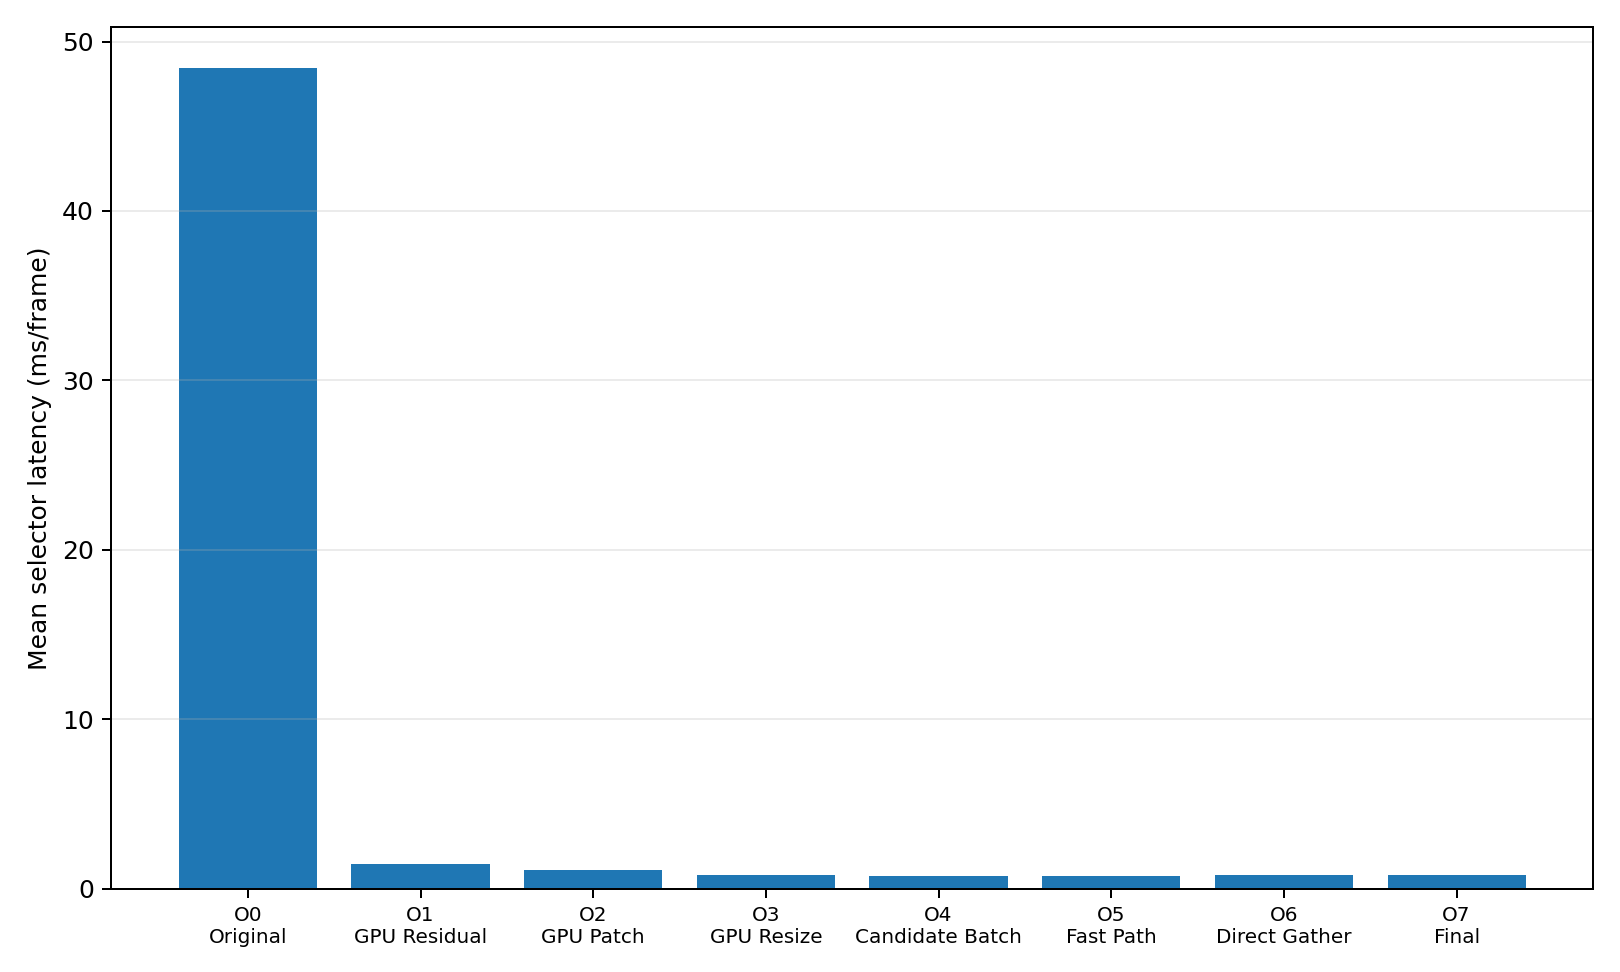 Mean selector latency (ms/frame)
50
40
30
20
10
0
O0 O1 O2 O3 O4 O5 O6 O7
Original GPU Residual GPU Patch GPU Resize Candidate Batch Fast Path Direct Gather Final